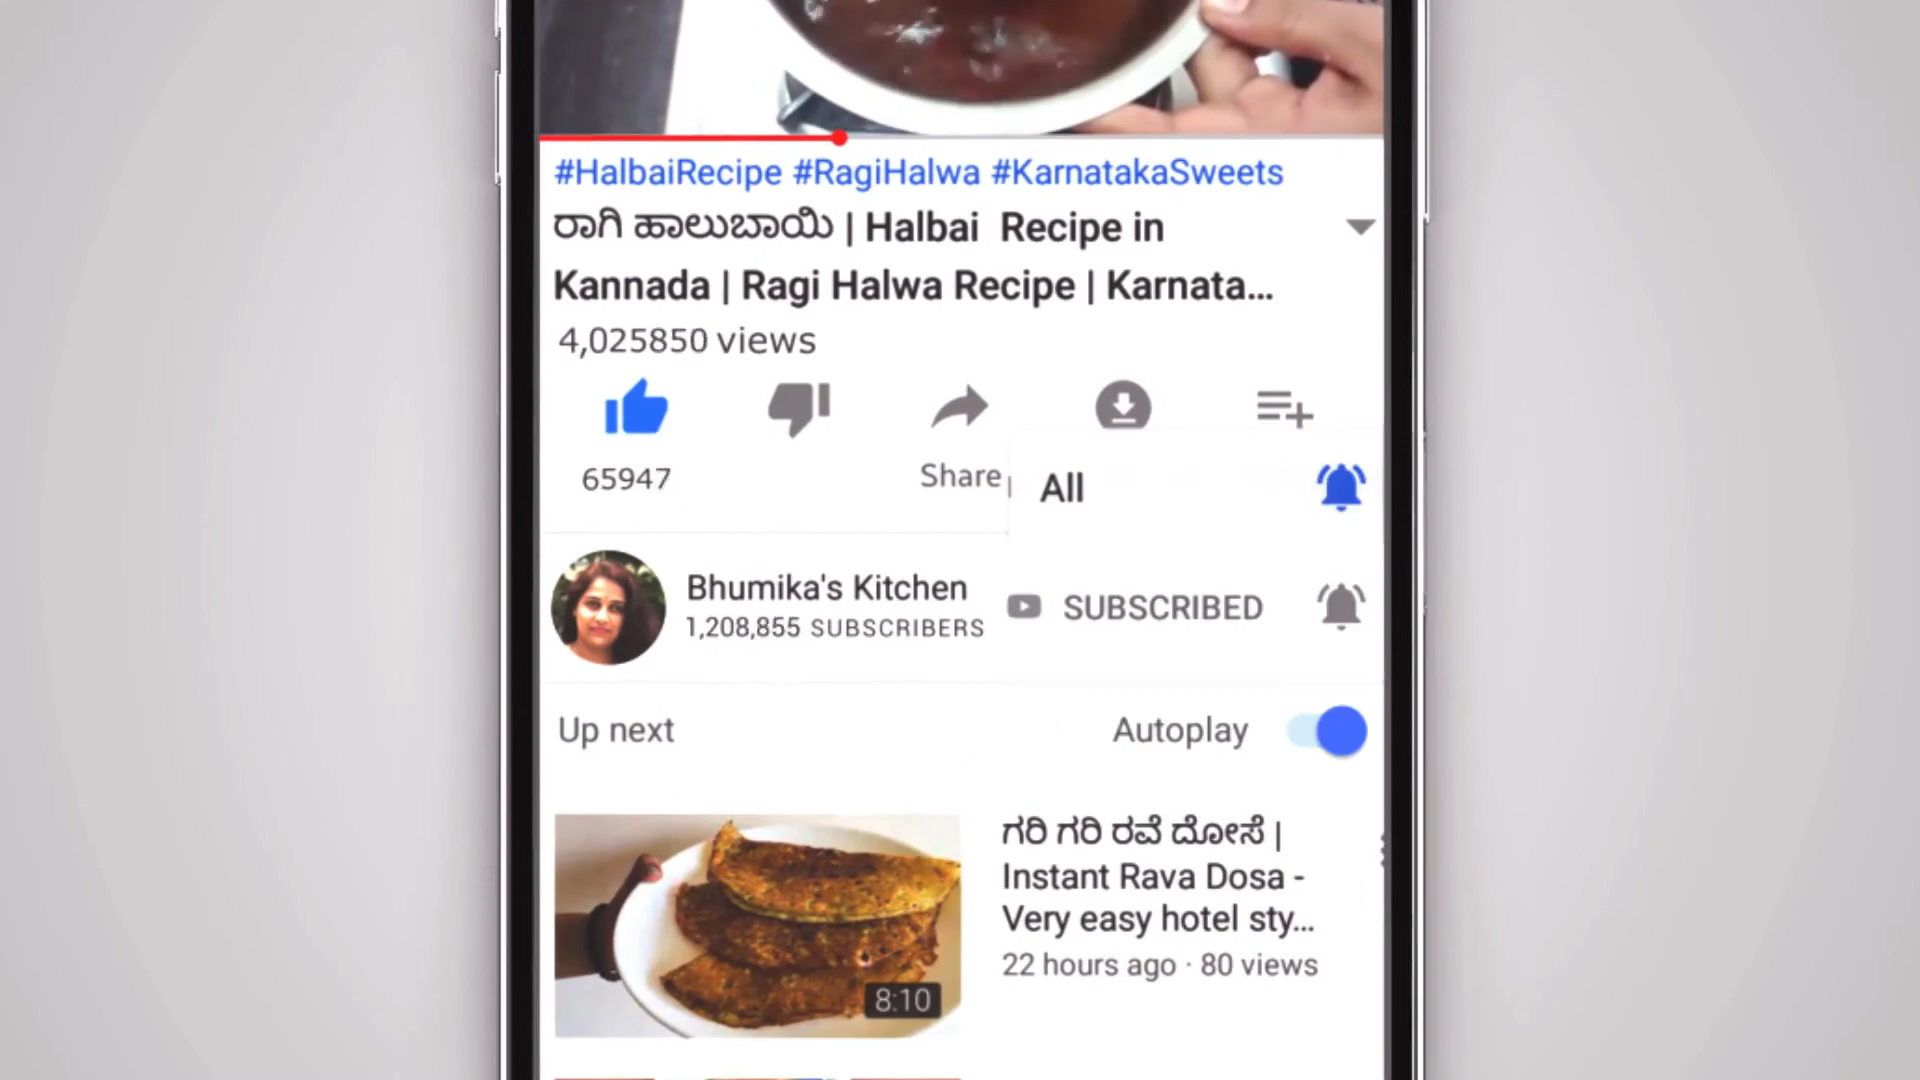 #HalbaiRecipe #RagiHalwa #KarnatakaSweets
ರಾಗಿ ಹಾಲುಬಾಯಿ | Halbai Recipe in
Kannada | Ragi Halwa Recipe | Karnata...
4,025850 views
65947
Share
All
Bhumika's Kitchen
1,208,855 SUBSCRIBERS
SUBSCRIBED
Up next
Autoplay
ಗರಿ ಗರಿ ರವೆ ದೋಸೆ |
Instant Rava Dosa -
Very easy hotel sty...
22 hours ago · 80 views
8:10